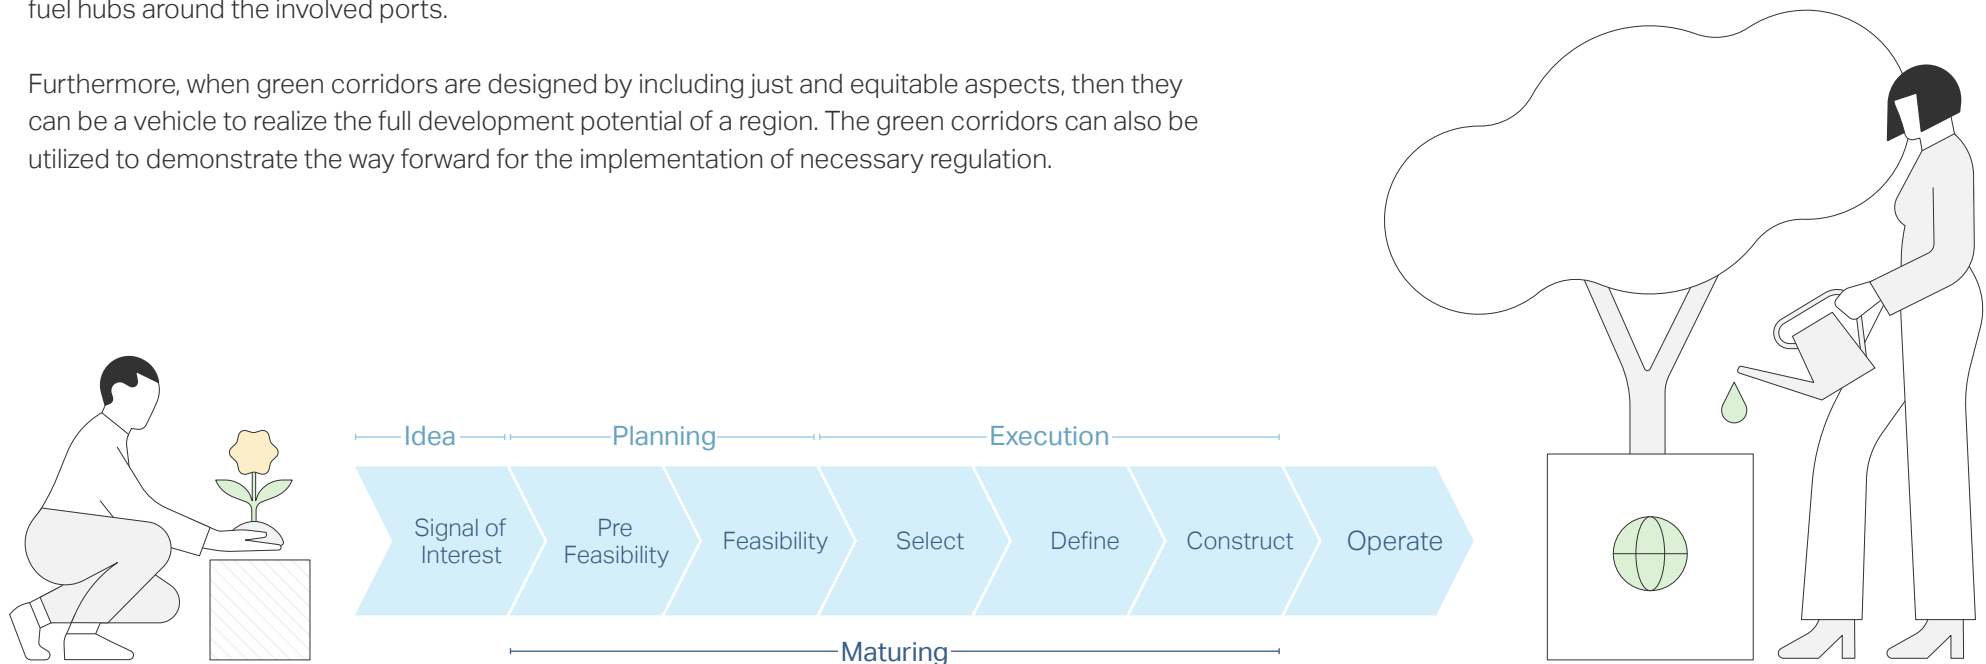 fuel hubs around the involved ports.
Furthermore, when green corridors are designed by including just and equitable aspects, then they
can be a vehicle to realize the full development potential of a region. The green corridors can also be
utilized to demonstrate the way forward for the implementation of necessary regulation.
Idea
Planning
Execution
Signal of
Interest
Pre
Feasibility
Feasibility
Select
Define
Construct
Operate
Maturing